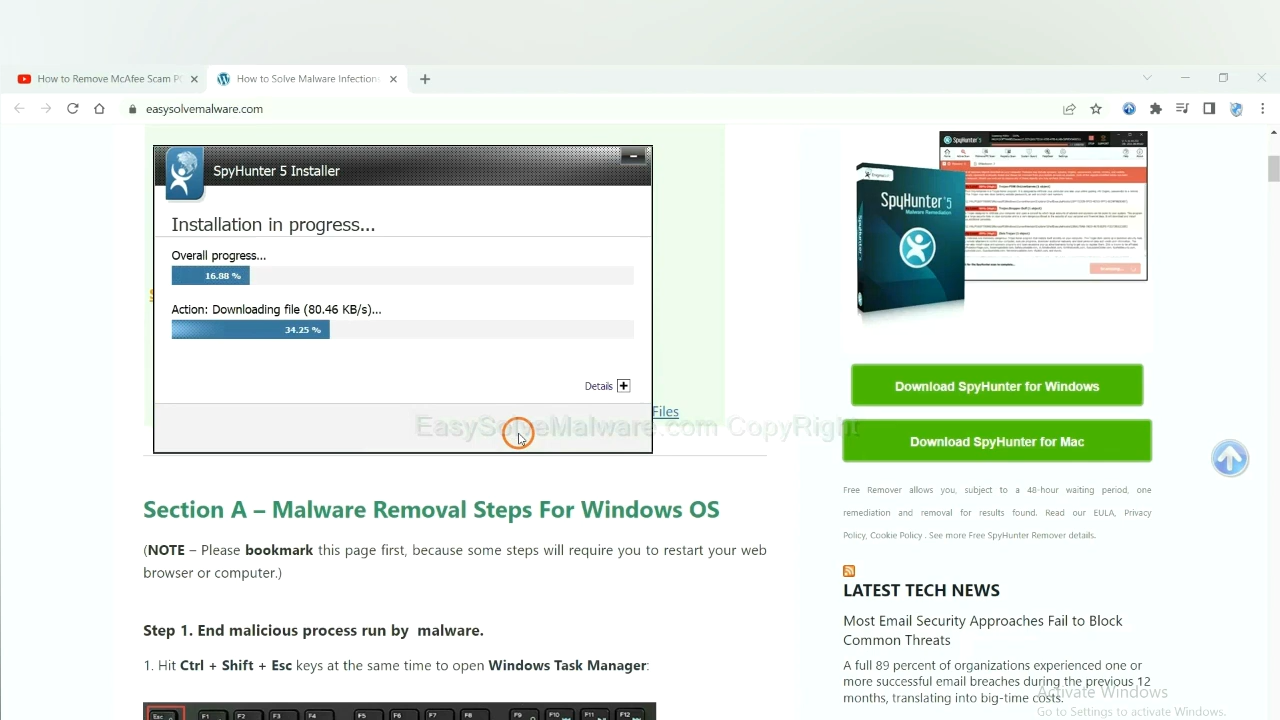 How to Remove McAfee Scam P
How to Solve Malware Infection
easysolvemalware.com
SpyHunter 5 Installer
Installation in progress...
Overall progress...
16.88 %
Action: Downloading file (80.46 KB/s)...
34.25 %
Details
Files
EasySolveMalware.com CopyRight
Section A – Malware Removal Steps For Windows OS
(NOTE – Please bookmark this page first, because some steps will require you to restart your web
browser or computer.)
Step 1. End malicious process run by malware.
1. Hit Ctrl + Shift + Esc keys at the same time to open Windows Task Manager:
Esc F1 F2 F3 F4 F5 F6 F7 F8 F9 F10 F11 F12
SpyHunter 5
SpyHunter 5
Malware Remediation
Download SpyHunter for Windows
Download SpyHunter for Mac
Free Remover allows you, subject to a 48-hour waiting period, one
remediation and removal for results found. Read our EULA, Privacy
Policy, Cookie Policy . See more Free SpyHunter Remover details.
LATEST TECH NEWS
Most Email Security Approaches Fail to Block
Common Threats
A full 89 percent of organizations experienced one or
more successful email breaches during the previous 12
months, translating into big-time costs.
Activate Windows
Go to Settings to activate Windows.